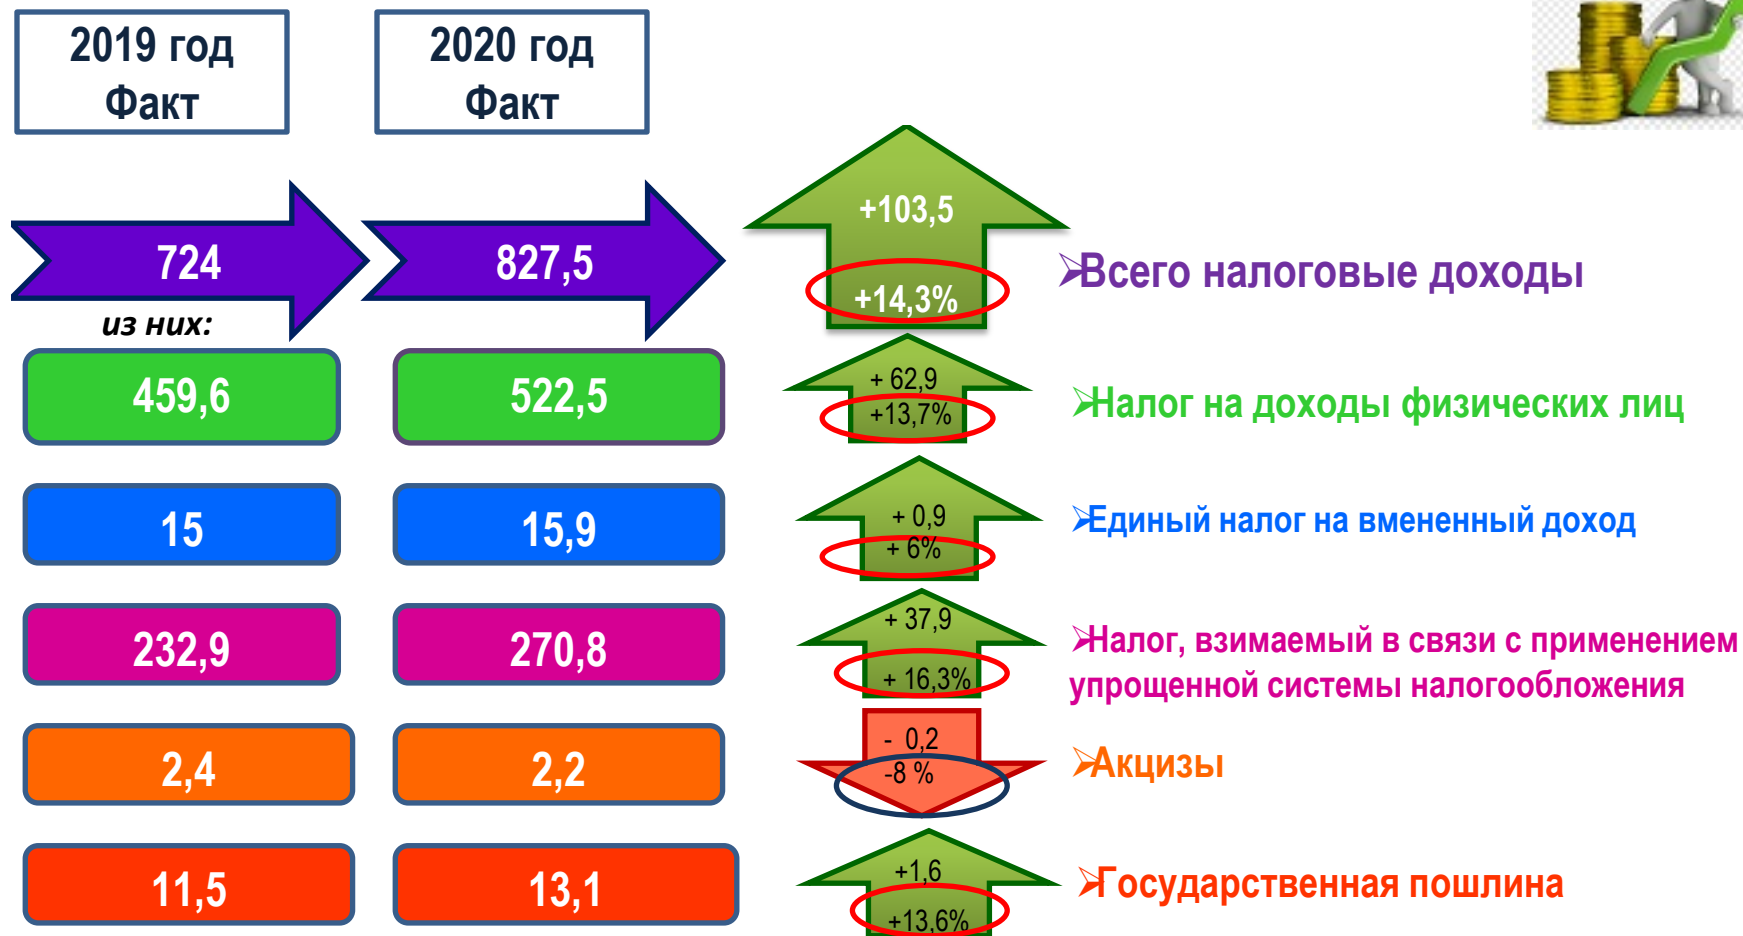 2019 год
Факт
2020 год
Факт
724
827,5
+103,5
+14,3%
Всего налоговые доходы
из них:
459,6
522,5
+ 62,9
+13,7%
Налог на доходы физических лиц
15
15,9
+ 0,9
+ 6%
Единый налог на вмененный доход
232,9
270,8
+ 37,9
+ 16,3%
Налог, взимаемый в связи с применением
упрощенной системы налогообложения
2,4
2,2
- 0,2
-8 %
Акцизы
11,5
13,1
+1,6
+13,6%
Государственная пошлина